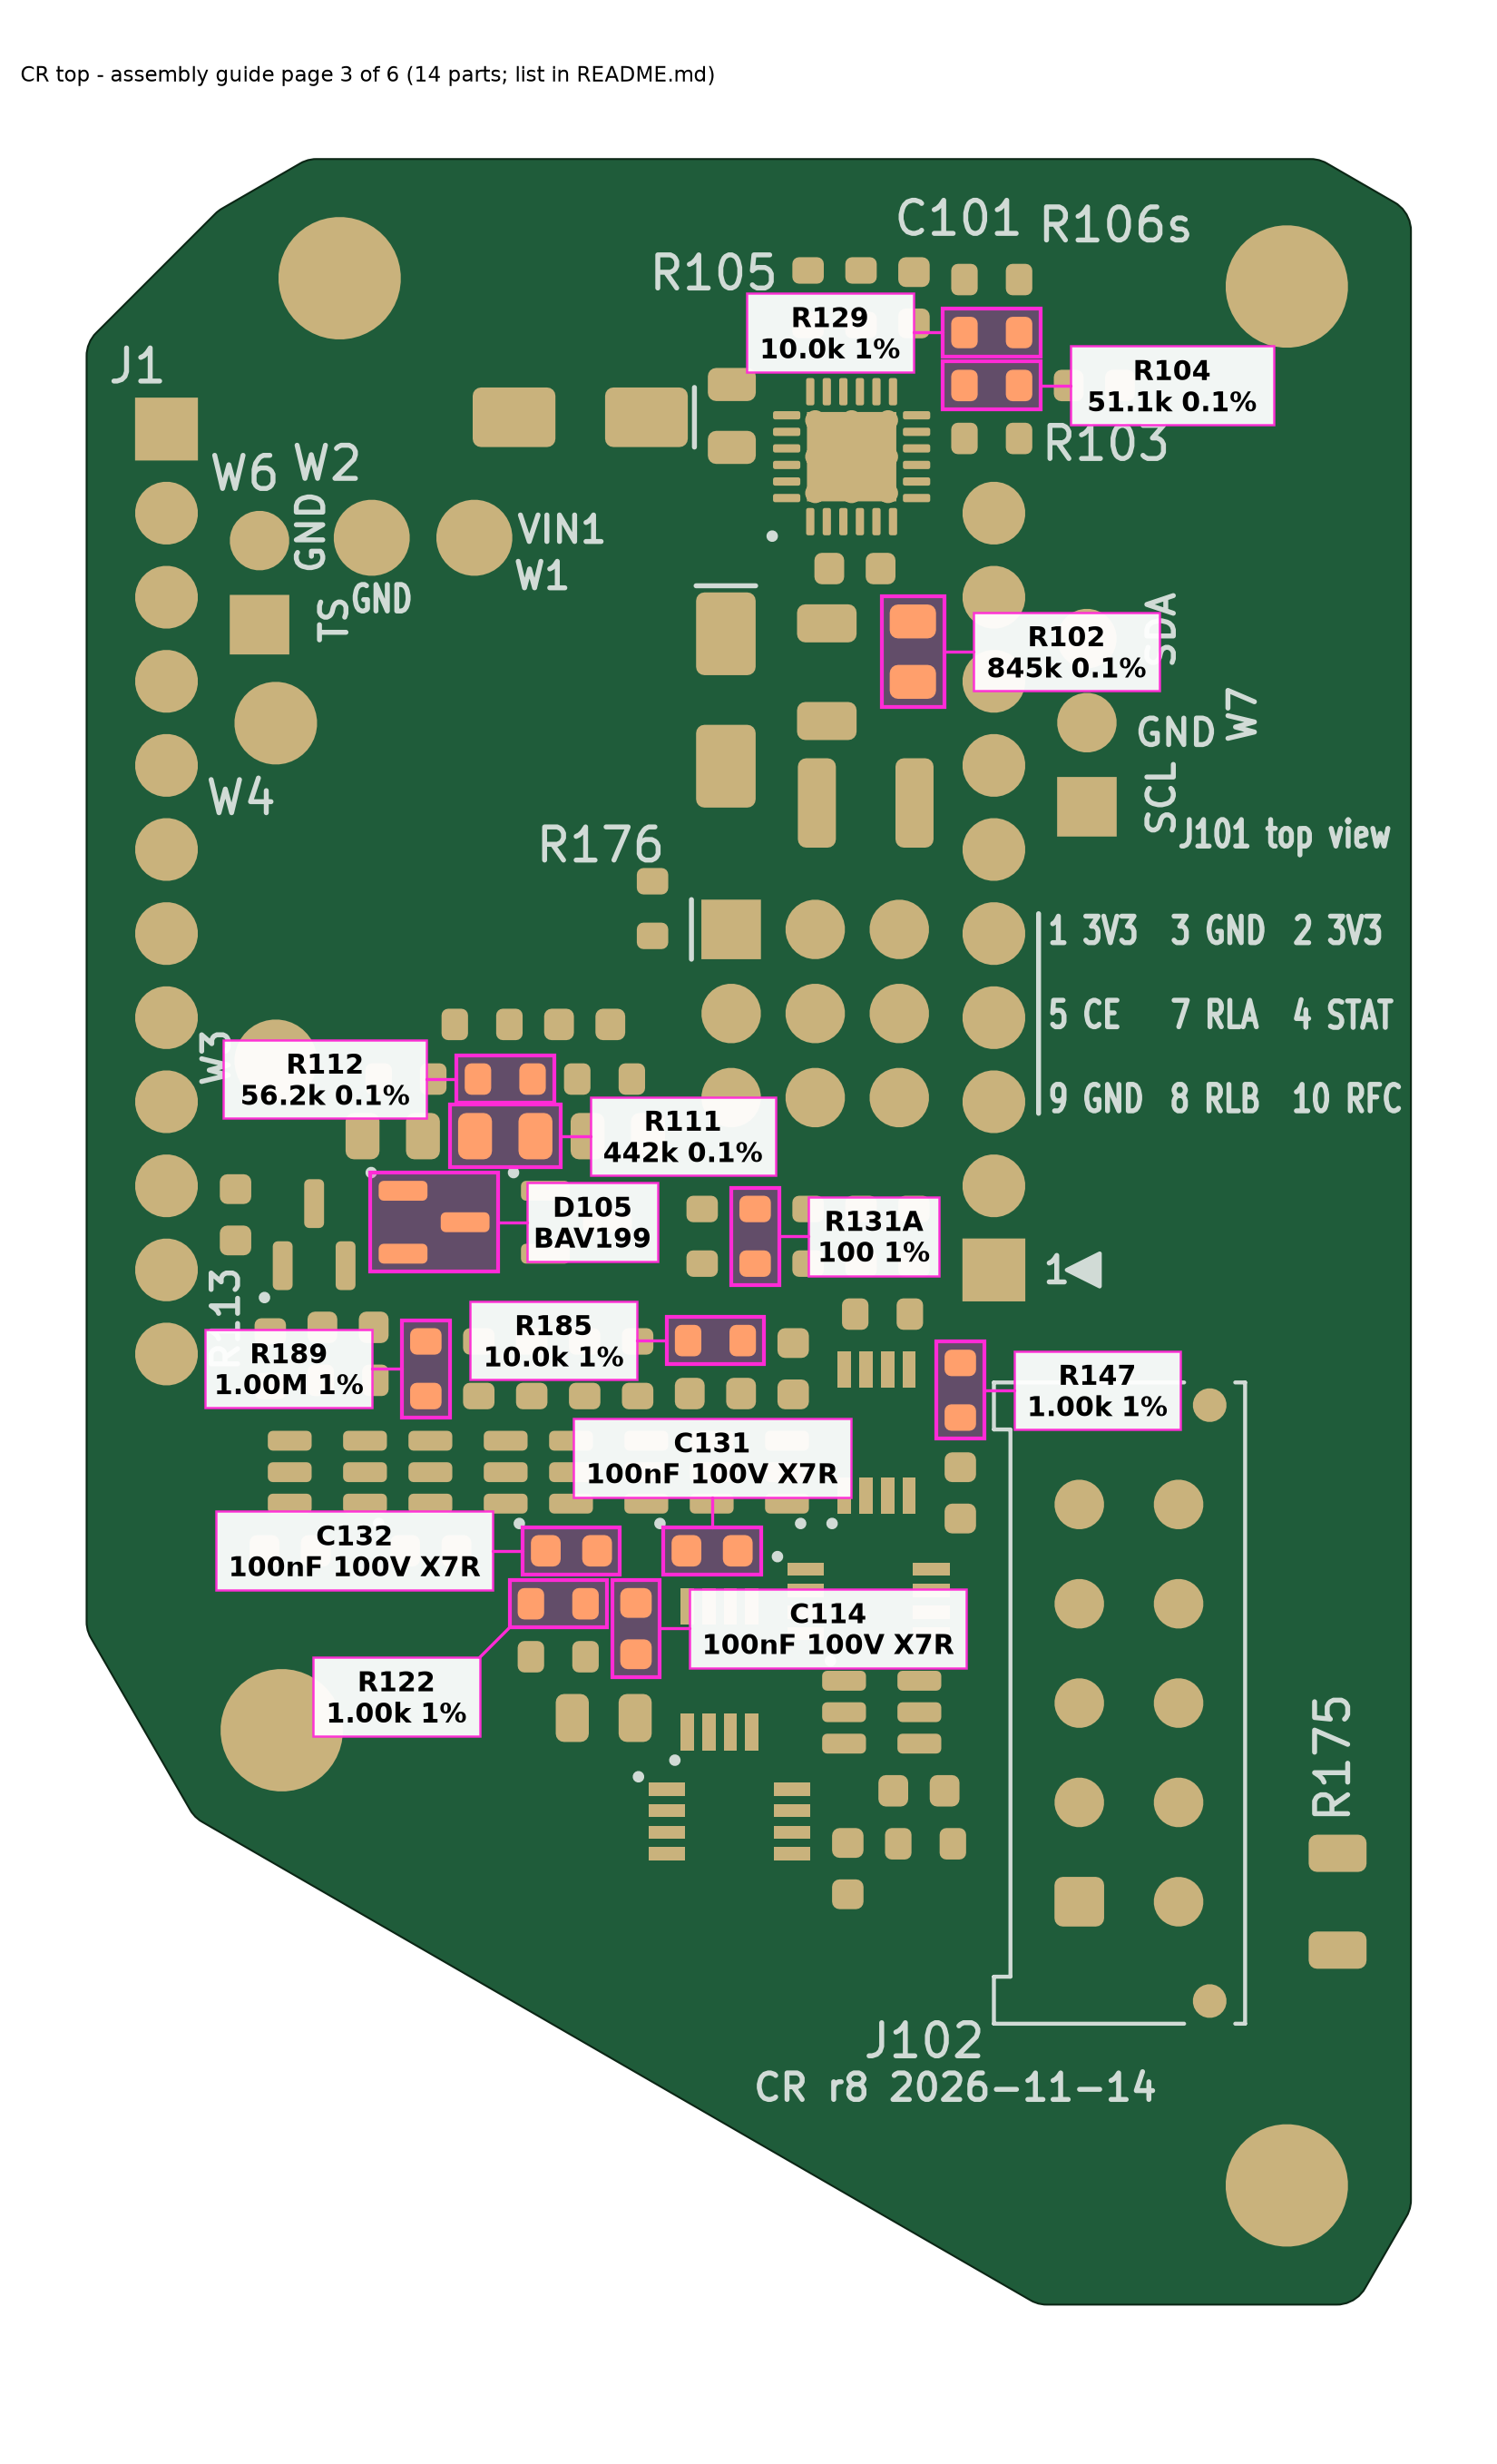 CR top - assembly guide page 3 of 6 (14 parts; list in README.md)
C101
R106s
R105
R129
10.0k 1%
R104
51.1k 0.1%
J1
R103
W6
W2
GND
VIN1
W1
TS
GND
R102
845k 0.1%
SDA
GND
W7
W4
SCL
J101 top view
R176
1 3V3 3 GND 2 3V3
5 CE 7 RLA 4 STAT
9 GND 8 RLB 10 RFC
W3
R112
56.2k 0.1%
R111
442k 0.1%
D105
BAV199
R131A
100 1%
1
R185
10.0k 1%
R189
1.00M 1%
R147
1.00k 1%
C131
100nF 100V X7R
C132
100nF 100V X7R
C114
100nF 100V X7R
R122
1.00k 1%
R175
J102
CR r8 2026-11-14